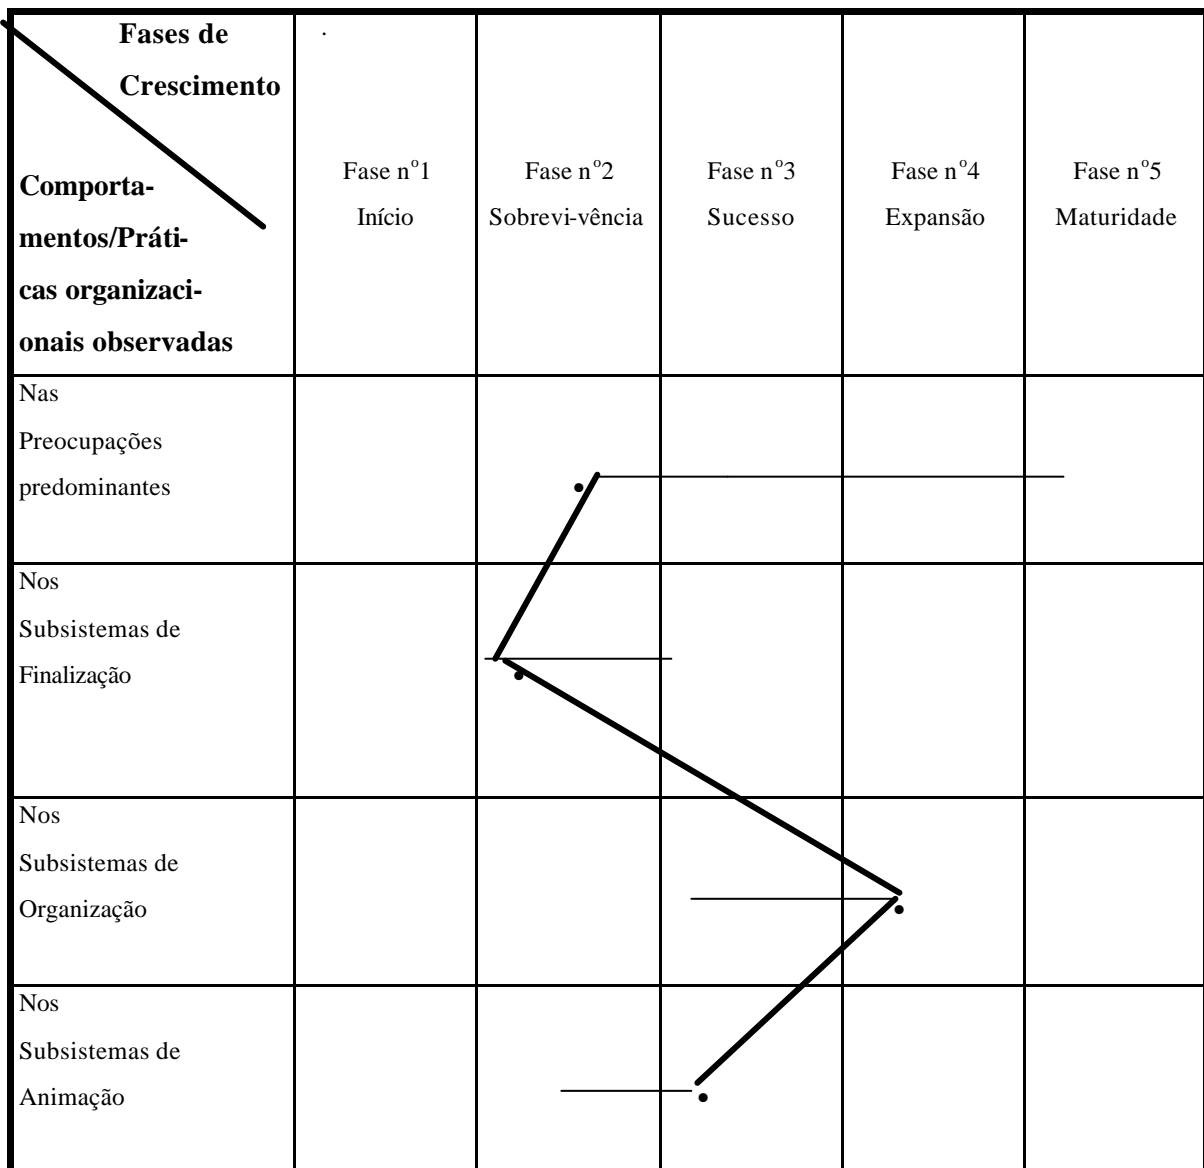 Fases de
Crescimento
Comporta-
mentos/Práti-
cas organizaci-
onais observadas
.
Fase nº1
Início
Fase nº2
Sobrevi-vência
Fase nº3
Sucesso
Fase nº4
Expansão
Fase nº5
Maturidade
Nas
Preocupações
predominantes
Nos
Subsistemas de
Finalização
Nos
Subsistemas de
Organização
Nos
Subsistemas de
Animação